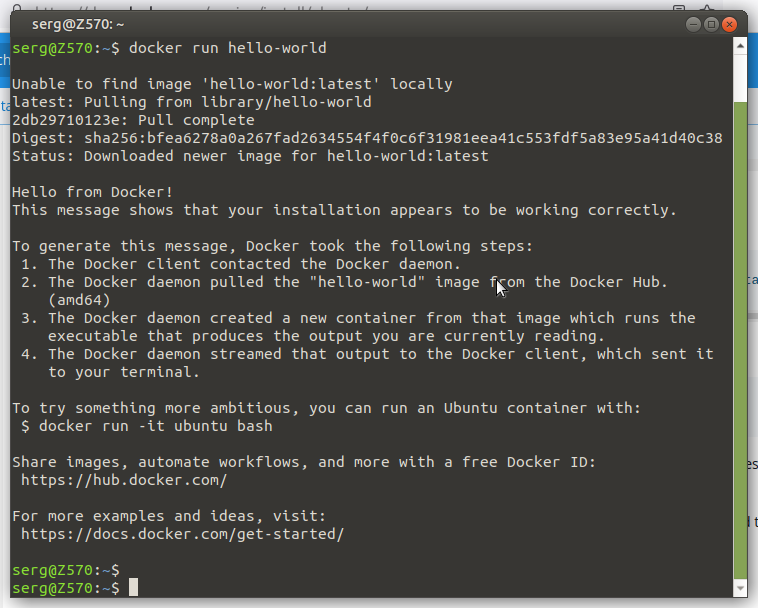 serg@Z570: ~
serg@Z570:~$ docker run hello-world
Unable to find image 'hello-world:latest' locally
latest: Pulling from library/hello-world
2db29710123e: Pull complete
Digest: sha256:bfea6278a0a267fad2634554f4f0c6f31981eea41c553fdf5a83e95a41d40c38
Status: Downloaded newer image for hello-world:latest
Hello from Docker!
This message shows that your installation appears to be working correctly.
To generate this message, Docker took the following steps:
1. The Docker client contacted the Docker daemon.
2. The Docker daemon pulled the "hello-world" image from the Docker Hub.
(amd64)
3. The Docker daemon created a new container from that image which runs the
executable that produces the output you are currently reading.
4. The Docker daemon streamed that output to the Docker client, which sent it
to your terminal.
To try something more ambitious, you can run an Ubuntu container with:
$ docker run -it ubuntu bash
Share images, automate workflows, and more with a free Docker ID:
https://hub.docker.com/
For more examples and ideas, visit:
https://docs.docker.com/get-started/
serg@Z570:~$
serg@Z570:~$